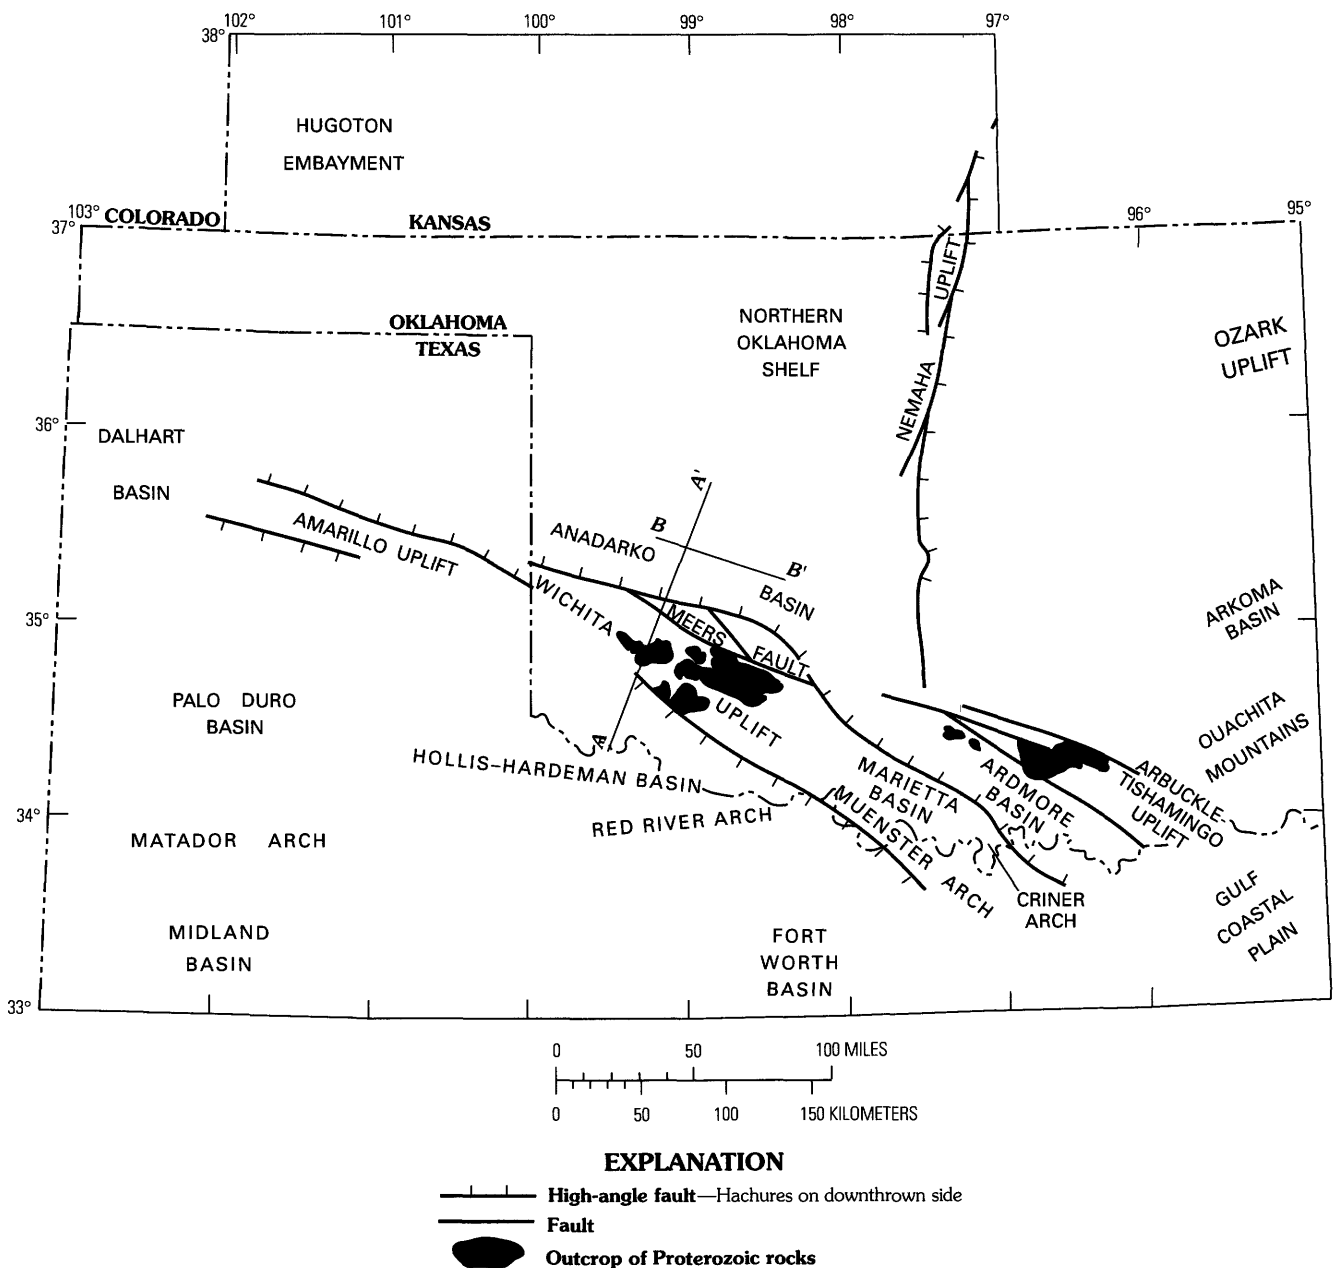 102° 101° 100° 99° 98° 97°
38°
HUGOTON
EMBAYMENT
103° COLORADO KANSAS 96° 95°
37°
UPLIFT
NEMAHA
OKLAHOMA
TEXAS
NORTHERN
OKLAHOMA
SHELF
OZARK
UPLIFT
36°
DALHART
BASIN
AMARILLO UPLIFT
A'
B
B'
ANADARKO
BASIN
WICHITA
MEERS
FAULT
UPLIFT
A
35°
ARKOMA
BASIN
PALO DURO
BASIN
OUACHITA
MOUNTAINS
HOLLIS-HARDEMAN BASIN
RED RIVER ARCH
MARIETTA
BASIN
MUENSTER ARCH
ARDMORE
BASIN
ARBUCKLE
TISHAMINGO
UPLIFT
34°
MATADOR ARCH
CRINER
ARCH
GULF
COASTAL
PLAIN
MIDLAND
BASIN
FORT
WORTH
BASIN
33°
0 50 100 MILES
0 50 100 150 KILOMETERS
EXPLANATION
High-angle fault—Hachures on downthrown side
Fault
Outcrop of Proterozoic rocks